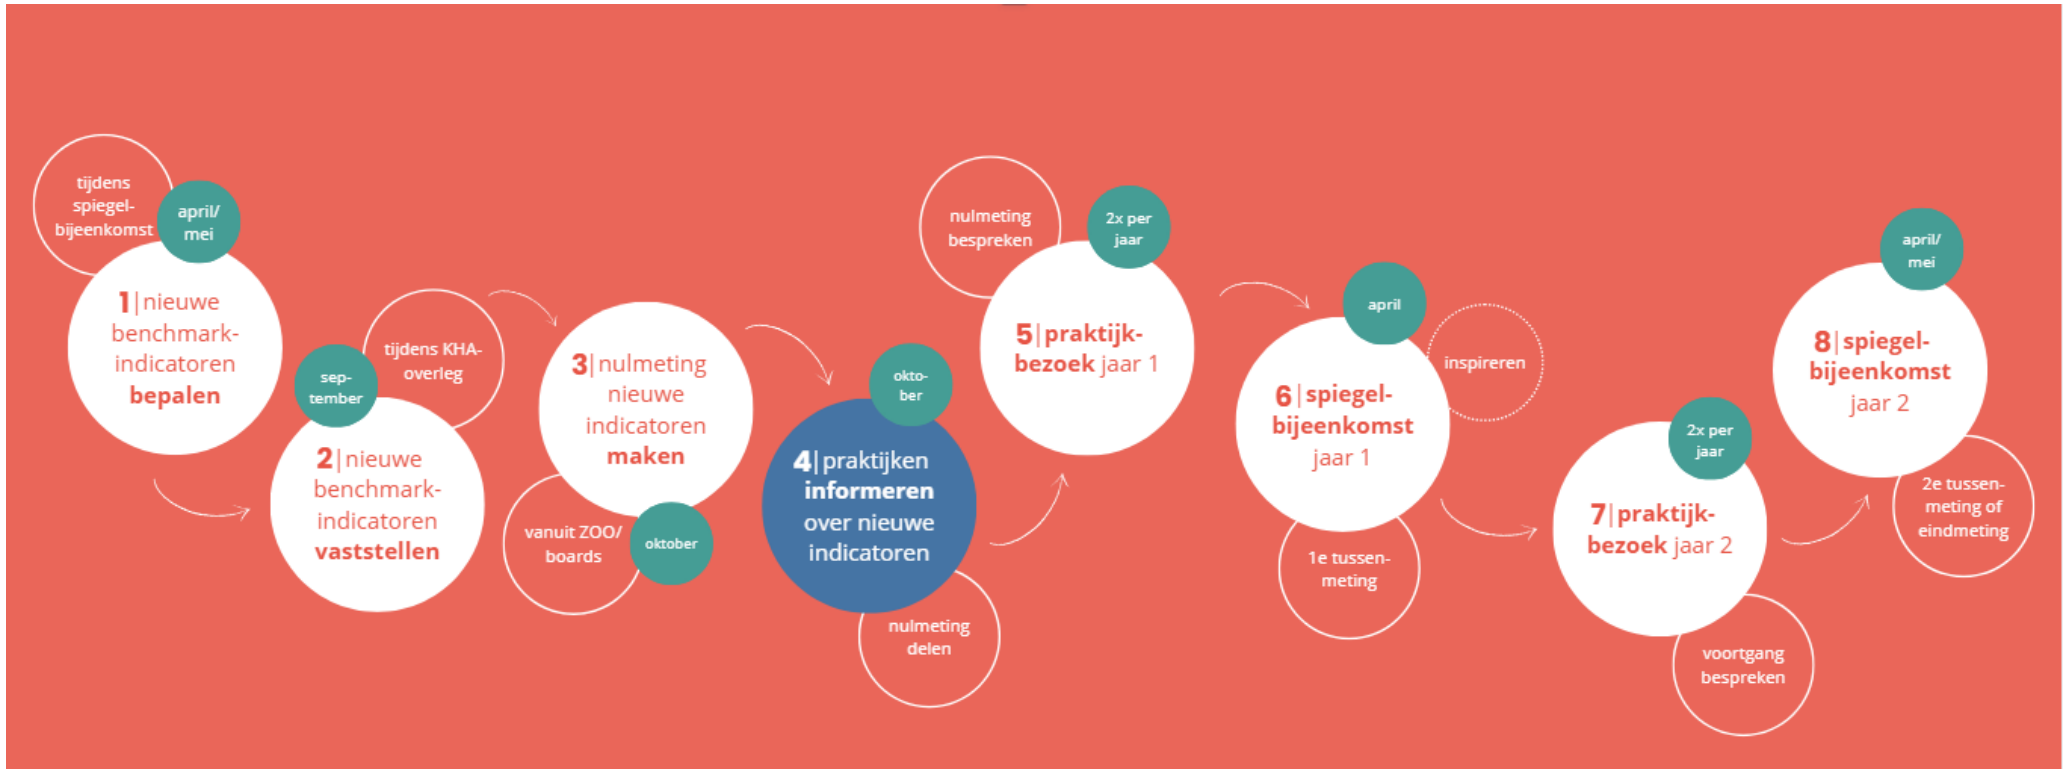 tijdens
spiegel-
bijeenkomst
april/
mei
1|nieuwe
benchmark-
indicatoren
bepalen
sep-
tember
tijdens KHA-
overleg
2|nieuwe
benchmark-
indicatoren
vaststellen
3|nulmeting
nieuwe
indicatoren
maken
vanuit ZOO/
boards
oktober
okto-
ber
4|praktijken
informeren
over nieuwe
indicatoren
nulmeting
delen
nulmeting
bespreken
2x per
jaar
5|praktijk-
bezoek jaar 1
april
inspireren
6|spiegel-
bijeenkomst
jaar 1
1e tussen-
meting
2x per
jaar
7|praktijk-
bezoek jaar 2
voortgang
bespreken
april/
mei
8|spiegel-
bijeenkomst
jaar 2
2e tussen-
meting of
eindmeting